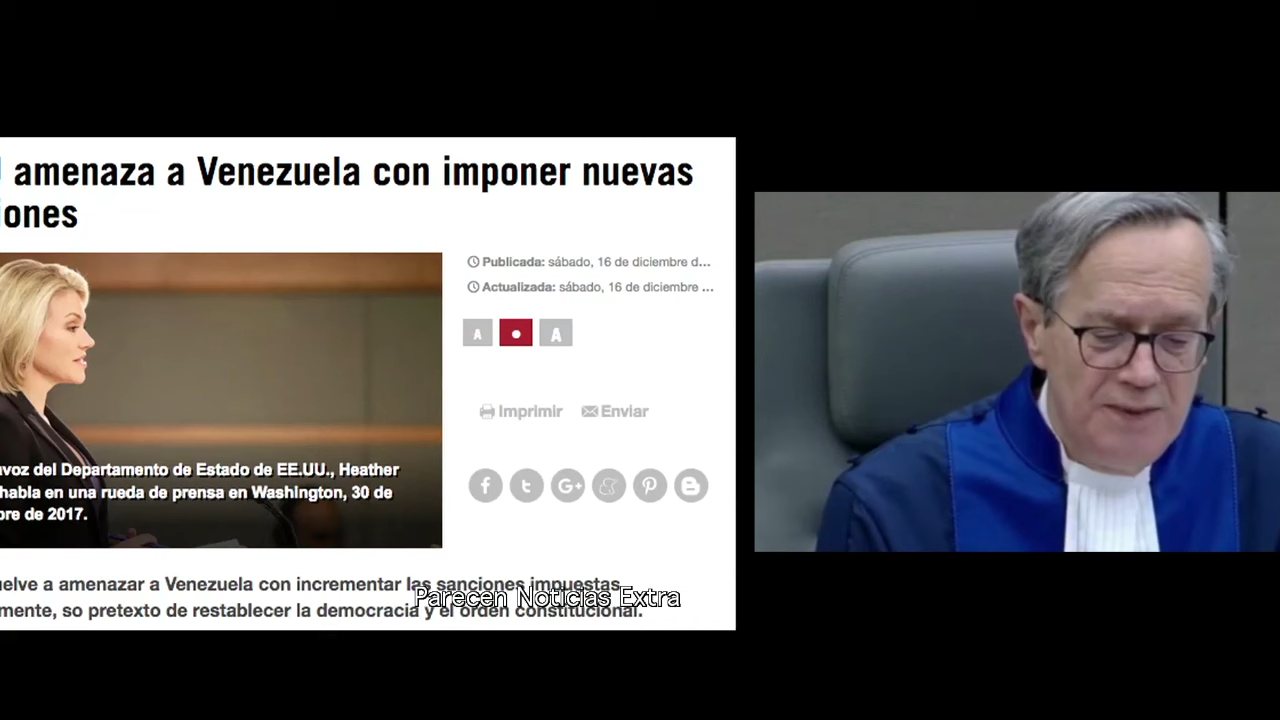 amenaza a Venezuela con imponer nuevas
iones
Publicada: sábado, 16 de diciembre d...
Actualizada: sábado, 16 de diciembre ...
A
A
Imprimir Enviar
voz del Departamento de Estado de EE.UU., Heather
habla en una rueda de prensa en Washington, 30 de
bre de 2017.
elve a amenazar a Venezuela con incrementar las sanciones impuestas
mente, so pretexto de restablecer la democracia y el orden constitucional.
Parecen Noticias Extra